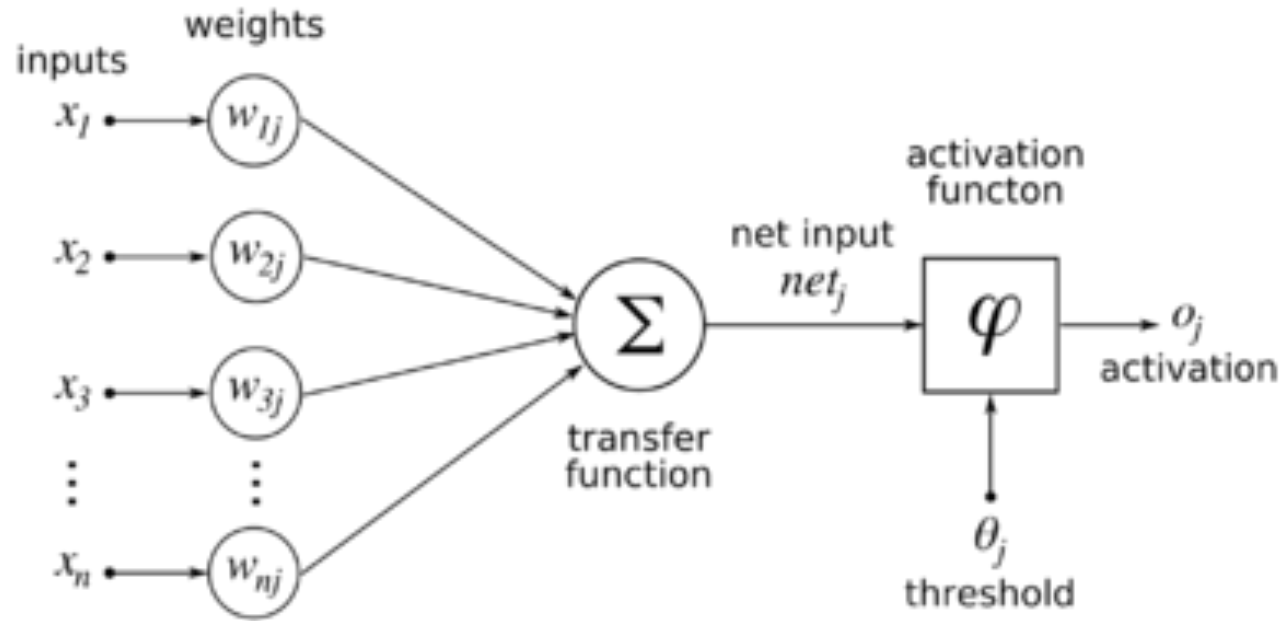 weights
inputs
x₁ w₁ⱼ
activation
functon
x₂ w₂ⱼ
net input
netⱼ
Σ φ oⱼ
activation
x₃ w₃ⱼ
transfer
function
⋮ ⋮
θⱼ
xₙ wₙⱼ
threshold